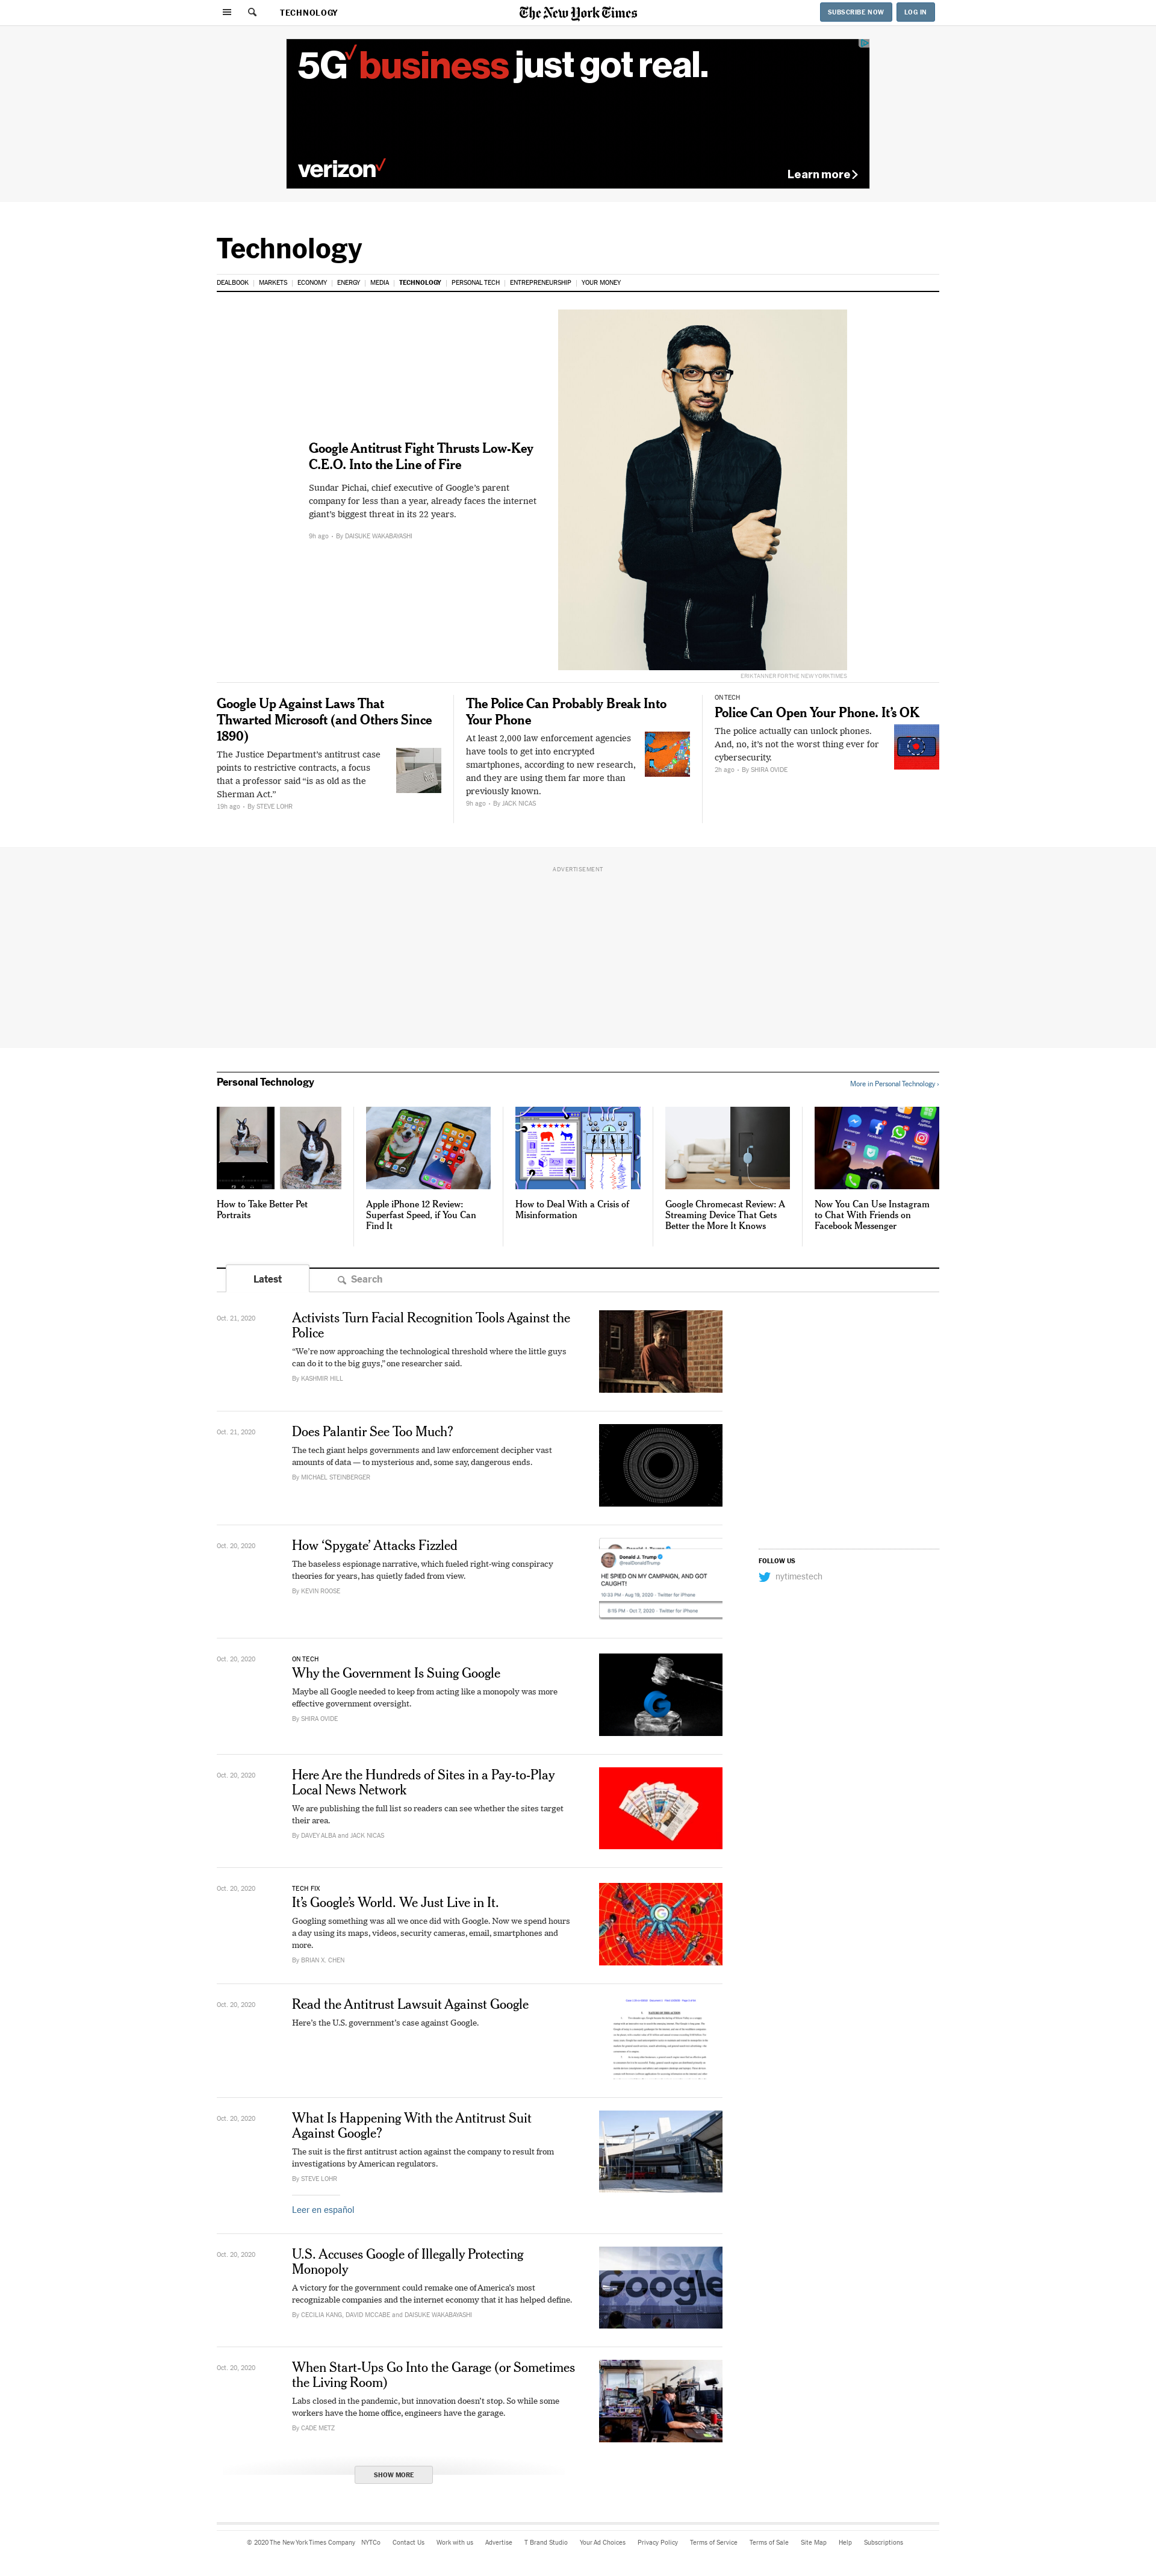 TECHNOLOGY
The New York Times
SUBSCRIBE NOW
LOG IN
5G business just got real.
verizon
Learn more
Technology
DEALBOOK
MARKETS
ECONOMY
ENERGY
MEDIA
TECHNOLOGY
PERSONAL TECH
ENTREPRENEURSHIP
YOUR MONEY
Google Antitrust Fight Thrusts Low-Key
C.E.O. Into the Line of Fire
Sundar Pichai, chief executive of Google's parent
company for less than a year, already faces the internet
giant's biggest threat in its 22 years.
9h ago • By DAISUKE WAKABAYASHI
ERIK TANNER FOR THE NEW YORK TIMES
Google Up Against Laws That
Thwarted Microsoft (and Others Since
1890)
The Justice Department's antitrust case
points to restrictive contracts, a focus
that a professor said “is as old as the
Sherman Act.”
19h ago • By STEVE LOHR
The Police Can Probably Break Into
Your Phone
At least 2,000 law enforcement agencies
have tools to get into encrypted
smartphones, according to new research,
and they are using them far more than
previously known.
9h ago • By JACK NICAS
ON TECH
Police Can Open Your Phone. It’s OK
The police actually can unlock phones.
And, no, it’s not the worst thing ever for
cybersecurity.
2h ago • By SHIRA OVIDE
ADVERTISEMENT
Personal Technology
More in Personal Technology ›
How to Take Better Pet
Portraits
Apple iPhone 12 Review:
Superfast Speed, if You Can
Find It
How to Deal With a Crisis of
Misinformation
Google Chromecast Review: A
Streaming Device That Gets
Better the More It Knows
Now You Can Use Instagram
to Chat With Friends on
Facebook Messenger
Latest
Search
Oct. 21, 2020
Activists Turn Facial Recognition Tools Against the
Police
“We’re now approaching the technological threshold where the little guys
can do it to the big guys,” one researcher said.
By KASHMIR HILL
Oct. 21, 2020
Does Palantir See Too Much?
The tech giant helps governments and law enforcement decipher vast
amounts of data — to mysterious and, some say, dangerous ends.
By MICHAEL STEINBERGER
Oct. 20, 2020
How ‘Spygate’ Attacks Fizzled
The baseless espionage narrative, which fueled right-wing conspiracy
theories for years, has quietly faded from view.
By KEVIN ROOSE
Donald J. Trump
@realDonaldTrump
HE SPIED ON MY CAMPAIGN, AND GOT
CAUGHT!
10:33 PM · Aug 19, 2020 · Twitter for iPhone
8:15 PM · Oct 7, 2020 · Twitter for iPhone
FOLLOW US
nytimestech
Oct. 20, 2020
ON TECH
Why the Government Is Suing Google
Maybe all Google needed to keep from acting like a monopoly was more
effective government oversight.
By SHIRA OVIDE
Oct. 20, 2020
Here Are the Hundreds of Sites in a Pay-to-Play
Local News Network
We are publishing the full list so readers can see whether the sites target
their area.
By DAVEY ALBA and JACK NICAS
Oct. 20, 2020
TECH FIX
It’s Google’s World. We Just Live in It.
Googling something was all we once did with Google. Now we spend hours
a day using its maps, videos, security cameras, email, smartphones and
more.
By BRIAN X. CHEN
Oct. 20, 2020
Read the Antitrust Lawsuit Against Google
Here’s the U.S. government’s case against Google.
Oct. 20, 2020
What Is Happening With the Antitrust Suit
Against Google?
The suit is the first antitrust action against the company to result from
investigations by American regulators.
By STEVE LOHR
Leer en español
Oct. 20, 2020
U.S. Accuses Google of Illegally Protecting
Monopoly
A victory for the government could remake one of America’s most
recognizable companies and the internet economy that it has helped define.
By CECILIA KANG, DAVID MCCABE and DAISUKE WAKABAYASHI
Hey G
Google
Oct. 20, 2020
When Start-Ups Go Into the Garage (or Sometimes
the Living Room)
Labs closed in the pandemic, but innovation doesn’t stop. So while some
workers have the home office, engineers have the garage.
By CADE METZ
SHOW MORE
© 2020 The New York Times Company
NYTCo
Contact Us
Work with us
Advertise
T Brand Studio
Your Ad Choices
Privacy Policy
Terms of Service
Terms of Sale
Site Map
Help
Subscriptions